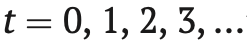 t = 0, 1, 2, 3, ...